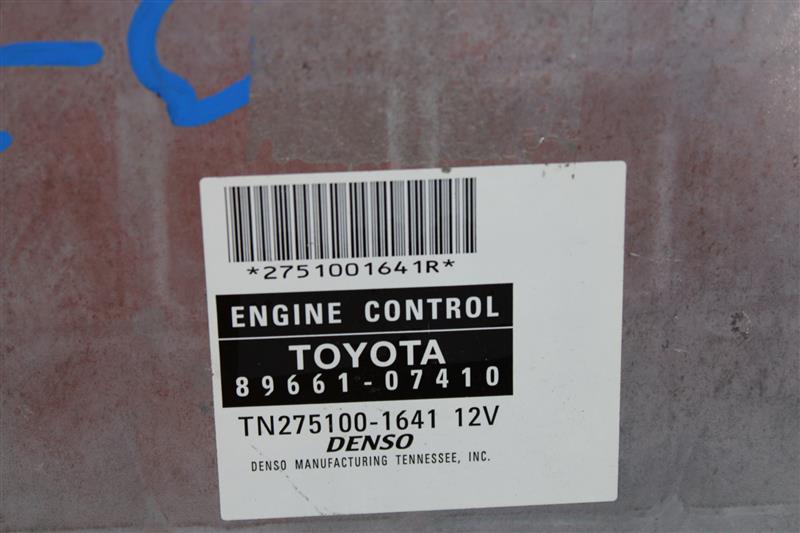 *2751001641R*
ENGINE CONTROL
TOYOTA
89661-07410
TN275100-1641 12V
DENSO
DENSO MANUFACTURING TENNESSEE, INC.